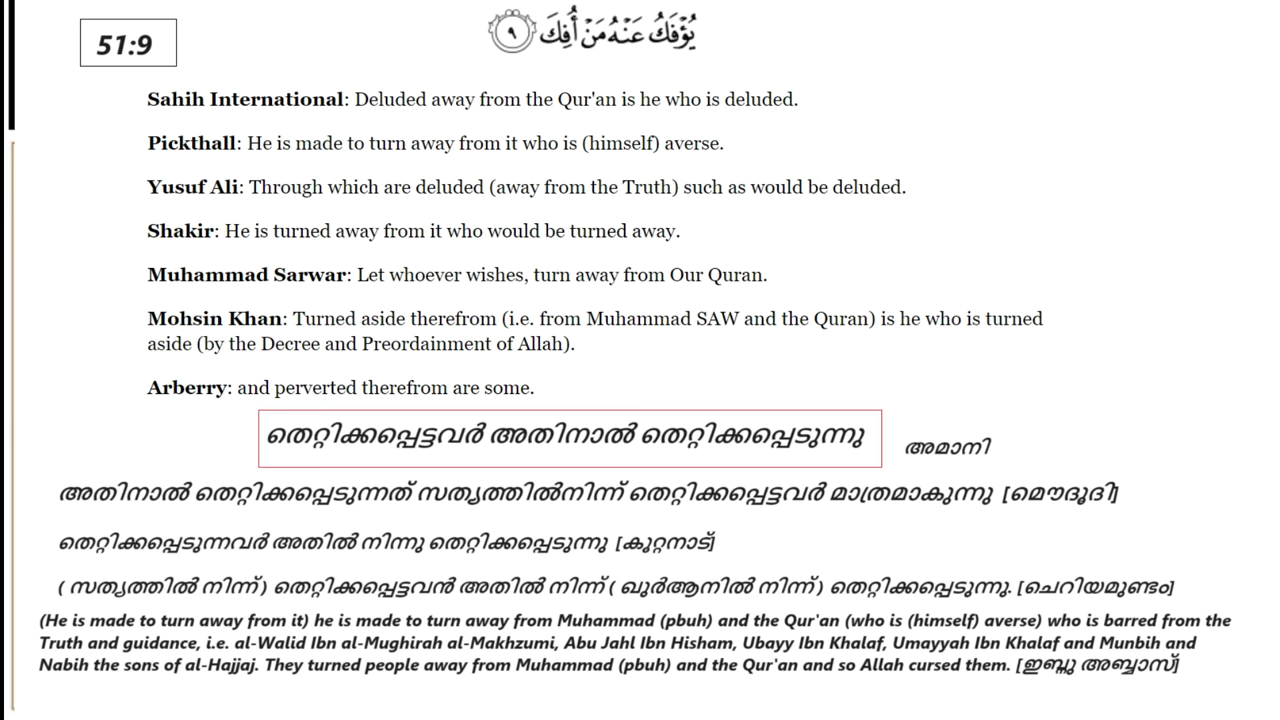 51:9
يُؤۡفَكُ عَنۡهُ مَنۡ أُفِكَ ٩
Sahih International: Deluded away from the Qur'an is he who is deluded.
Pickthall: He is made to turn away from it who is (himself) averse.
Yusuf Ali: Through which are deluded (away from the Truth) such as would be deluded.
Shakir: He is turned away from it who would be turned away.
Muhammad Sarwar: Let whoever wishes, turn away from Our Quran.
Mohsin Khan: Turned aside therefrom (i.e. from Muhammad SAW and the Quran) is he who is turned
aside (by the Decree and Preordainment of Allah).
Arberry: and perverted therefrom are some.
തെറ്റിക്കപ്പെട്ടവർ അതിനാൽ തെറ്റിക്കപ്പെടുന്നു
അമാനി
അതിനാൽ തെറ്റിക്കപ്പെടുന്നത് സത്യത്തിൽനിന്ന് തെറ്റിക്കപ്പെട്ടവർ മാത്രമാകുന്നു [മൌദൂദി]
തെറ്റിക്കപ്പെടുന്നവർ അതിൽ നിന്നു തെറ്റിക്കപ്പെടുന്നു [കൂറ്റനാട്]
( സത്യത്തിൽ നിന്ന് ) തെറ്റിക്കപ്പെട്ടവൻ അതിൽ നിന്ന് ( ഖുർആനിൽ നിന്ന് ) തെറ്റിക്കപ്പെടുന്നു. [ചെറിയമുണ്ടം]
(He is made to turn away from it) he is made to turn away from Muhammad (pbuh) and the Qur'an (who is (himself) averse) who is barred from the
Truth and guidance, i.e. al-Walid Ibn al-Mughirah al-Makhzumi, Abu Jahl Ibn Hisham, Ubayy Ibn Khalaf, Umayyah Ibn Khalaf and Munbih and
Nabih the sons of al-Hajjaj. They turned people away from Muhammad (pbuh) and the Qur'an and so Allah cursed them. [ഇബ്നു അബ്ബാസ്]